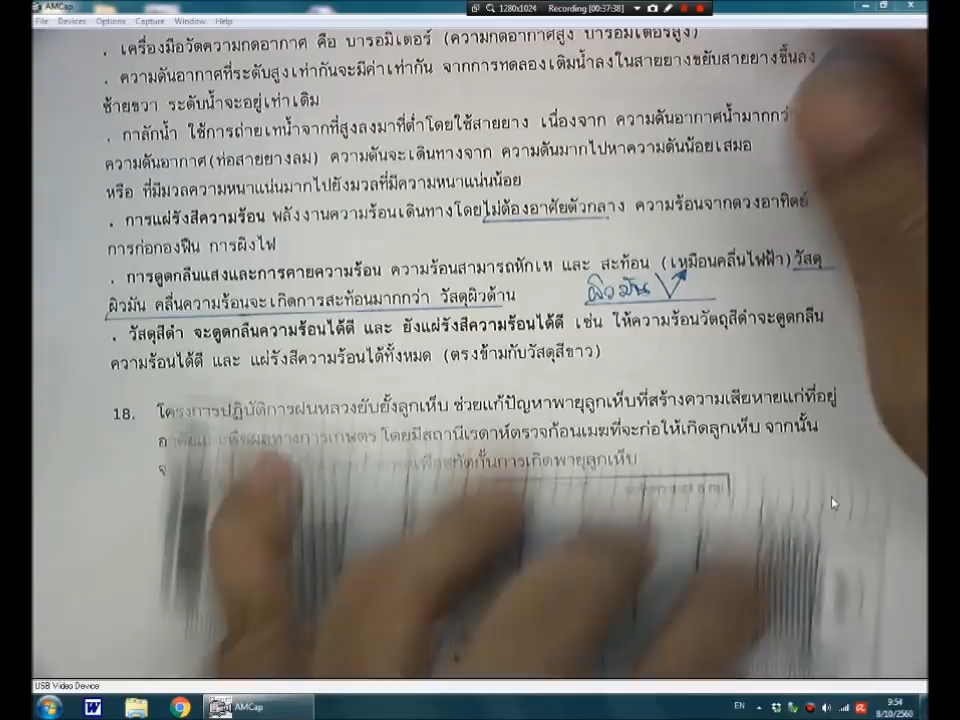 AMCap
1280x1024 Recording [00:37:38]
File Devices Options Capture Window Help
. เครื่องมือวัดความกดอากาศ คือ บารอมิเตอร์ (ความกดอากาศสูง บารอมิเตอร์สูง)
. ความดันอากาศที่ระดับสูงเท่ากันจะมีค่าเท่ากัน จากการทดลองเติมน้ำลงในสายยางขยับสายยางขึ้นลง
ซ้ายขวา ระดับน้ำจะอยู่เท่าเดิม
. กาลักน้ำ ใช้การถ่ายเทน้ำจากที่สูงลงมาที่ต่ำโดยใช้สายยาง เนื่องจาก ความดันอากาศน้ำมากกว่า
ความดันอากาศ(ท่อสายยางลม) ความดันจะเดินทางจาก ความดันมากไปหาความดันน้อยเสมอ
หรือ ที่มีมวลความหนาแน่นมากไปยังมวลที่มีความหนาแน่นน้อย
. การแผ่รังสีความร้อน พลังงานความร้อนเดินทางโดยไม่ต้องอาศัยตัวกลาง ความร้อนจากดวงอาทิตย์
การก่อกองฟืน การผิงไฟ
. การดูดกลืนแสงและการคายความร้อน ความร้อนสามารถหักเห และ สะท้อน (เหมือนคลื่นไฟฟ้า)วัสดุ
ผิวมัน คลื่นความร้อนจะเกิดการสะท้อนมากกว่า วัสดุผิวด้าน ผิวมัน
. วัสดุสีดำ จะดูดกลืนความร้อนได้ดี และ ยังแผ่รังสีความร้อนได้ดี เช่น ให้ความร้อนวัตถุสีดำจะดูดกลืน
ความร้อนได้ดี และ แผ่รังสีความร้อนได้ทั้งหมด (ตรงข้ามกับวัสดุสีขาว)
18. โครงการปฏิบัติการฝนหลวงยับยั้งลูกเห็บ ช่วยแก้ปัญหาพายุลูกเห็บที่สร้างความเสียหายแก่ที่อยู่
ทางการเกษตร โดยมีสถานีเรดาห์ตรวจก้อนเมฆที่จะก่อให้เกิดลูกเห็บ จากนั้น
กั้นการเกิดพายุลูกเห็บ
USB Video Device
AMCap
EN
9:54
8/10/2560